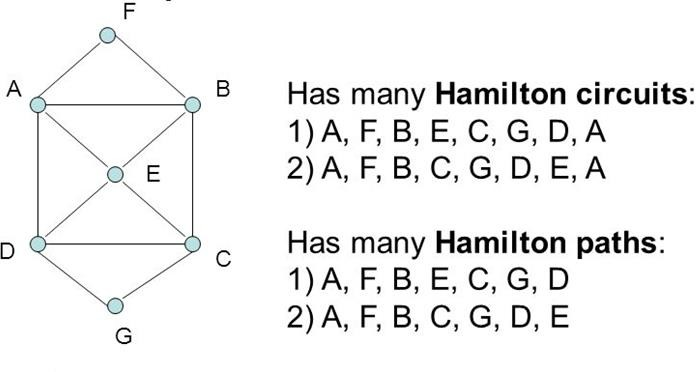 F
A
B
E
D
C
G
Has many Hamilton circuits:
1) A, F, B, E, C, G, D, A
2) A, F, B, C, G, D, E, A
Has many Hamilton paths:
1) A, F, B, E, C, G, D
2) A, F, B, C, G, D, E